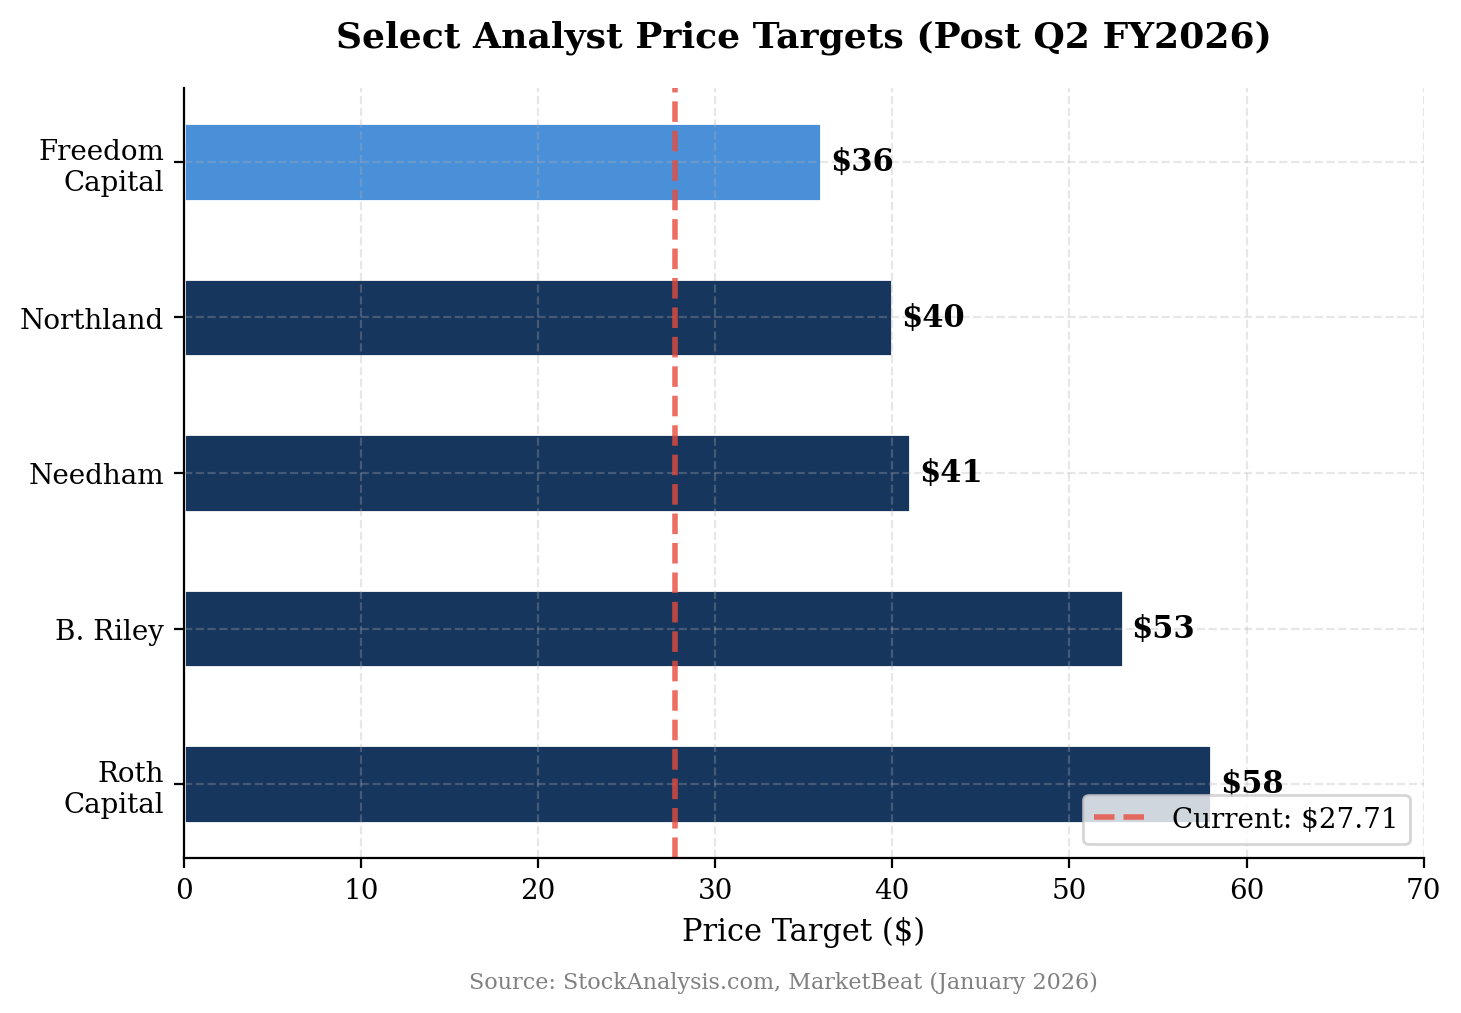 Select Analyst Price Targets (Post Q2 FY2026)
Freedom
Capital
$36
Northland
$40
Needham
$41
B. Riley
$53
Roth
Capital
$58
Current: $27.71
0 10 20 30 40 50 60 70
Price Target ($)
Source: StockAnalysis.com, MarketBeat (January 2026)